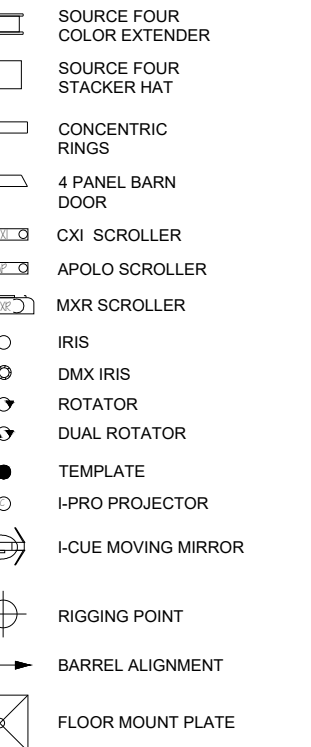 SOURCE FOUR
COLOR EXTENDER
SOURCE FOUR
STACKER HAT
CONCENTRIC
RINGS
4 PANEL BARN
DOOR
CXI SCROLLER
APOLO SCROLLER
MXR SCROLLER
IRIS
DMX IRIS
ROTATOR
DUAL ROTATOR
TEMPLATE
I-PRO PROJECTOR
I-CUE MOVING MIRROR
RIGGING POINT
BARREL ALIGNMENT
FLOOR MOUNT PLATE